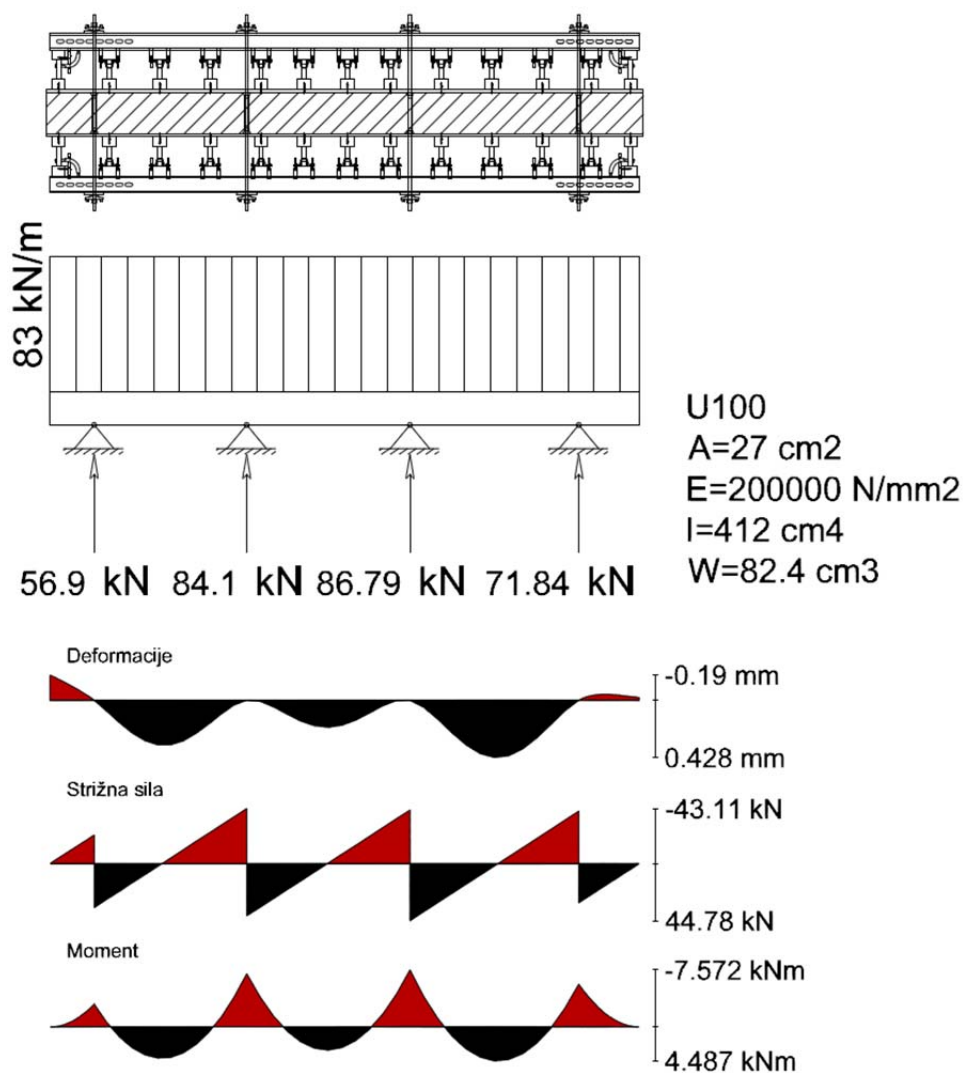 83 kN/m
U100
A=27 cm2
E=200000 N/mm2
I=412 cm4
W=82.4 cm3
56.9 kN 84.1 kN 86.79 kN 71.84 kN
Deformacije
-0.19 mm
0.428 mm
Strižna sila
-43.11 kN
44.78 kN
Moment
-7.572 kNm
4.487 kNm